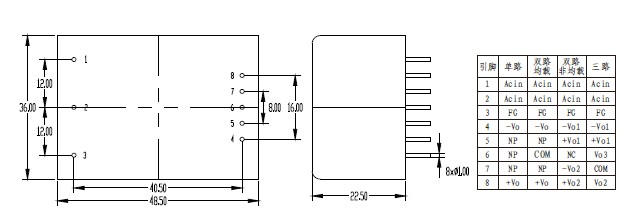 36.00
12.00
12.00
1
2
3
8
7
6
5
4
8.00
16.00
40.50
48.50
22.50
8xø1.00
引脚 单路 双路均载 双路非均载 三路
1 Acin Acin Acin Acin
2 Acin Acin Acin Acin
3 FG FG FG FG
4 -Vo -Vo -Vo1 -Vo1
5 NP NP +Vo1 +Vo1
6 NP COM NC Vo3
7 NP NP -Vo2 COM
8 +Vo +Vo +Vo2 Vo2